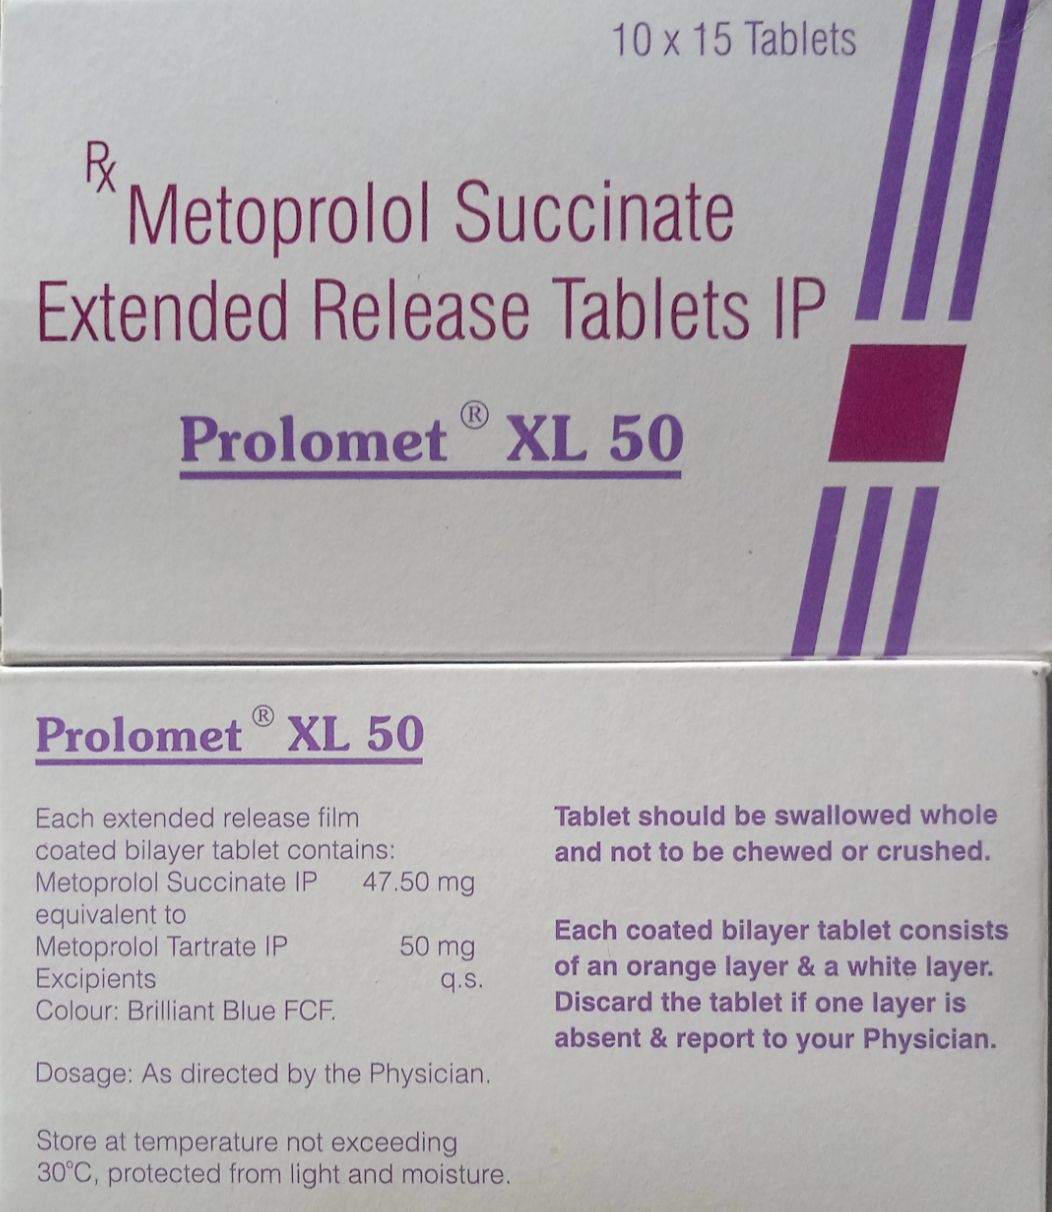 10 x 15 Tablets
Rx
Metoprolol Succinate
Extended Release Tablets IP
Prolomet ® XL 50
Prolomet ® XL 50
Each extended release film
coated bilayer tablet contains:
Metoprolol Succinate IP 47.50 mg
equivalent to
Metoprolol Tartrate IP 50 mg
Excipients q.s.
Colour: Brilliant Blue FCF.
Dosage: As directed by the Physician.
Store at temperature not exceeding
30°C, protected from light and moisture.
Tablet should be swallowed whole
and not to be chewed or crushed.
Each coated bilayer tablet consists
of an orange layer & a white layer.
Discard the tablet if one layer is
absent & report to your Physician.